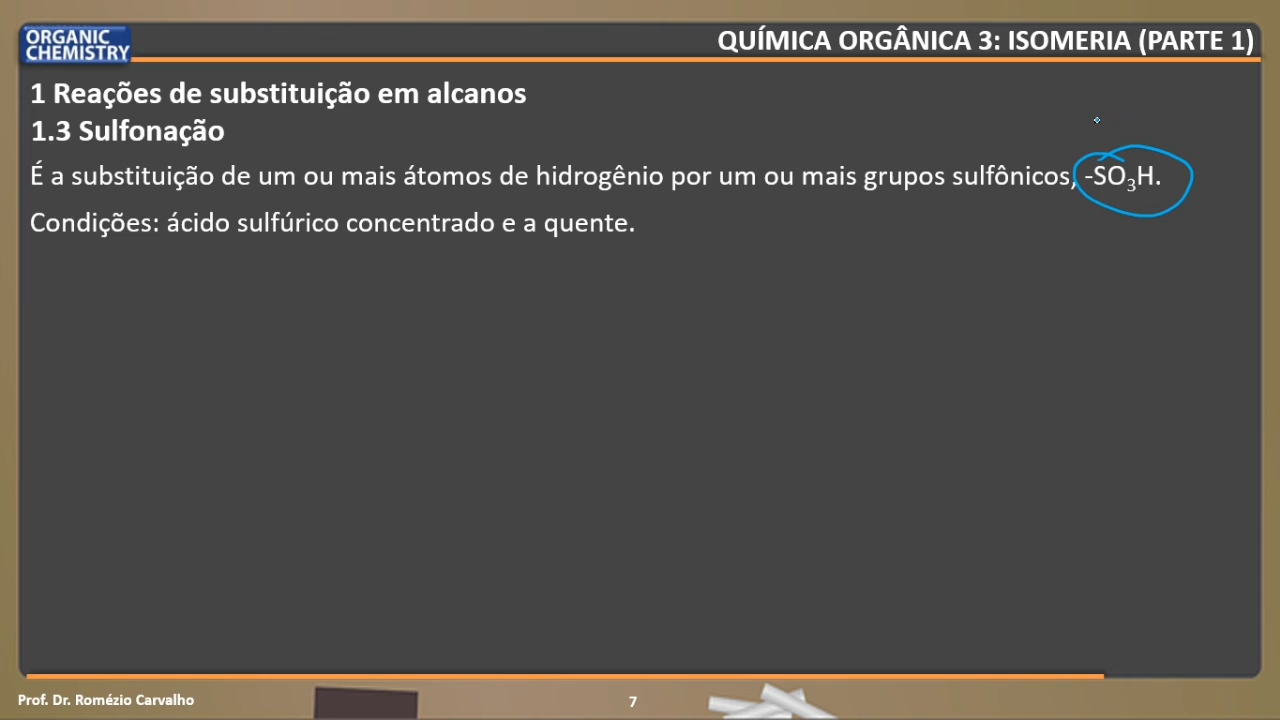 ORGANIC
CHEMISTRY
QUÍMICA ORGÂNICA 3: ISOMERIA (PARTE 1)
1 Reações de substituição em alcanos
1.3 Sulfonação
É a substituição de um ou mais átomos de hidrogênio por um ou mais grupos sulfônicos, -SO₃H.
Condições: ácido sulfúrico concentrado e a quente.
Prof. Dr. Romézio Carvalho
7